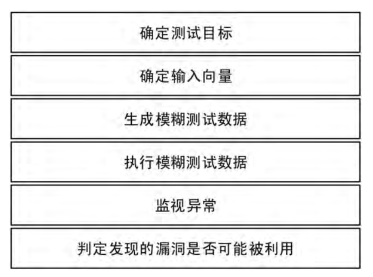 确定测试目标
确定输入向量
生成模糊测试数据
执行模糊测试数据
监视异常
判定发现的漏洞是否可能被利用